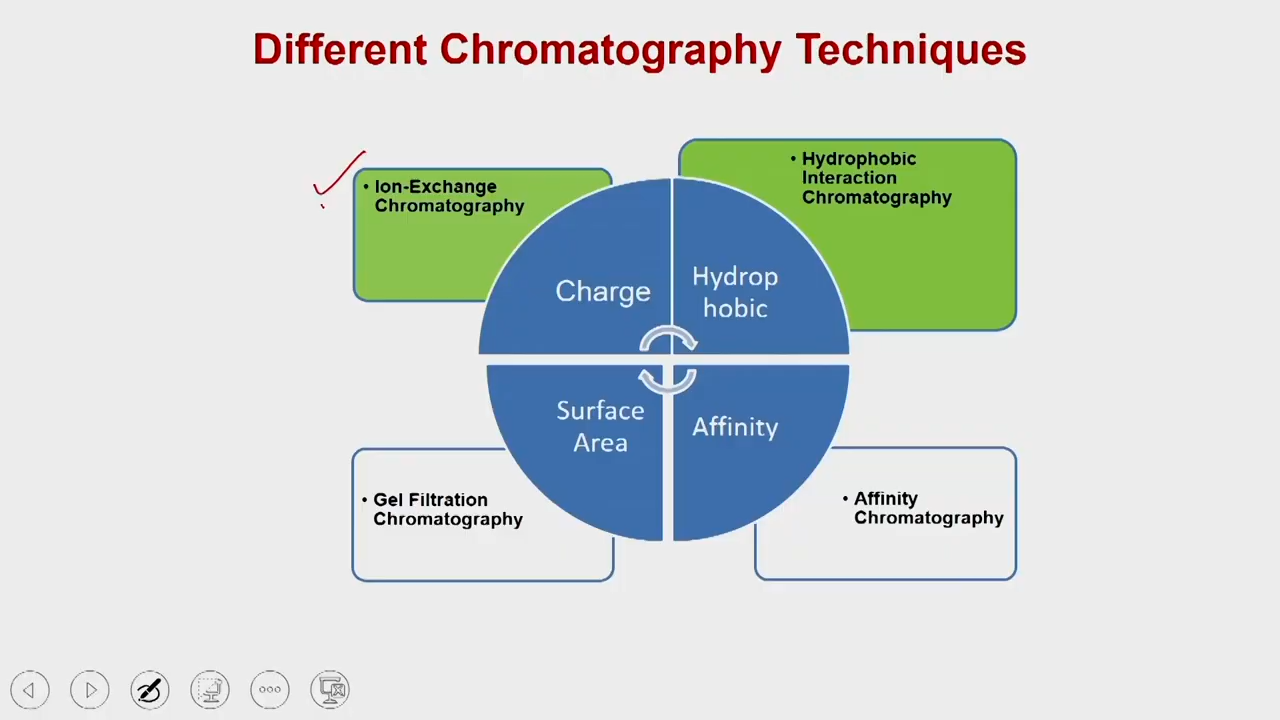 Different Chromatography Techniques
• Ion-Exchange
Chromatography
• Hydrophobic
Interaction
Chromatography
Charge
Hydrop
hobic
Surface
Area
Affinity
• Gel Filtration
Chromatography
• Affinity
Chromatography